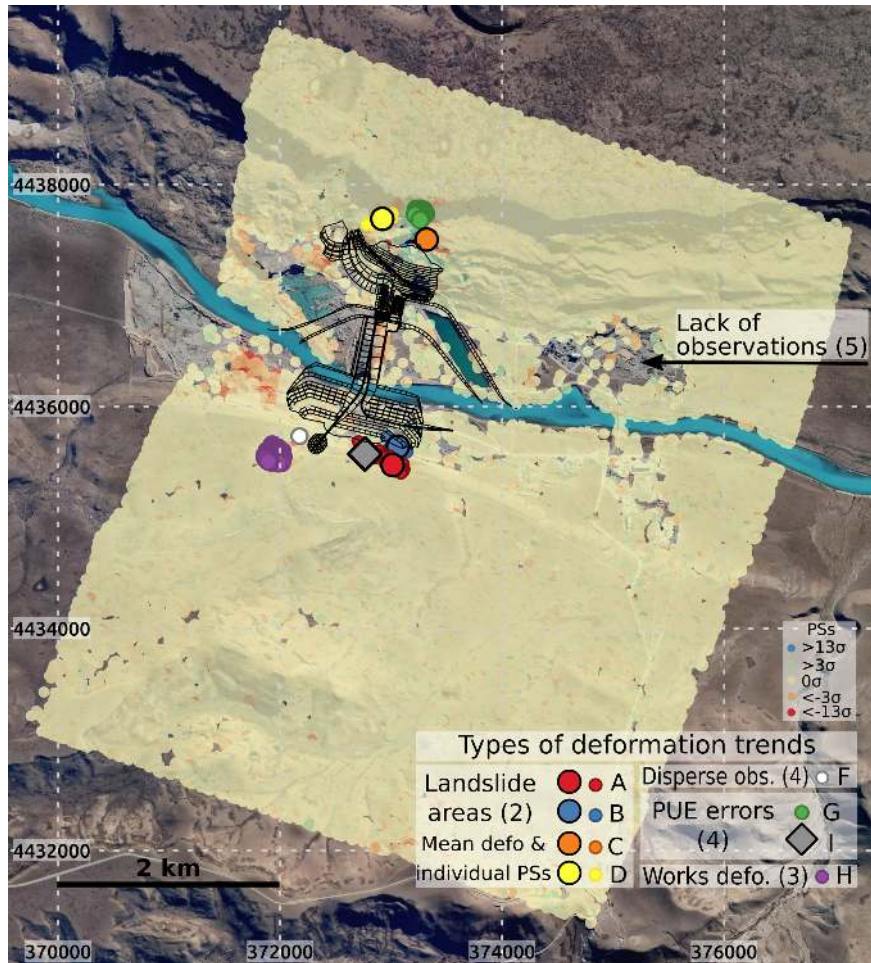 4438000
Lack of
observations (5)
4436000
4434000
PSs
>13σ
>3σ
0σ
<-3σ
<-13σ
Types of deformation trends
Landslide
areas (2)
Mean defo &
individual PSs
A
B
C
D
Disperse obs. (4) F
PUE errors
(4)
G
I
Works defo. (3) H
4432000
2 km
370000 372000 374000 376000